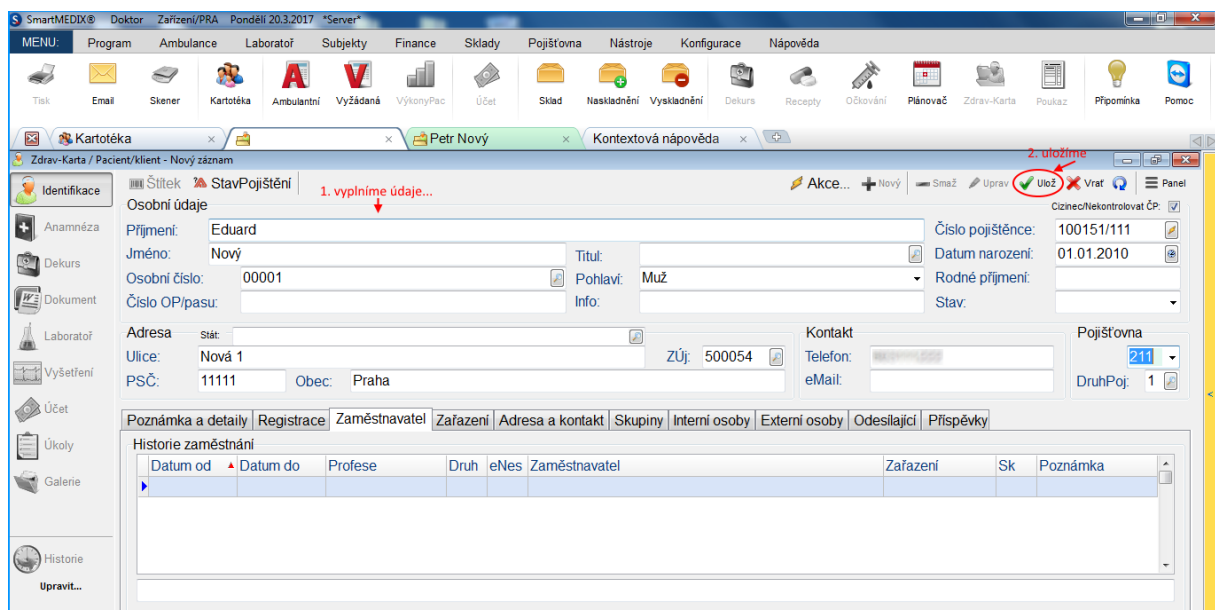 SmartMEDIX® Doktor Zařízení/PRA Pondělí 20.3.2017 *Server*
MENU: Program Ambulance Laboratoř Subjekty Finance Sklady Pojišťovna Nástroje Konfigurace Nápověda
Tisk Email Skener Kartotéka Ambulantní Vyžádaná VýkonyPac Účet Sklad Naskladnění Vyskladnění Dekurs Recepty Očkování Plánovač Zdrav-Karta Poukaz Připomínka Pomoc
Kartotéka Petr Nový Kontextová nápověda
2. uložíme
Zdrav-Karta / Pacient/klient - Nový záznam
Identifikace Štítek StavPojištění 1. vyplníme údaje... Akce... Nový Smaž Uprav Ulož Vrať Panel
Osobní údaje Cizinec/Nekontrolovat ČP:
Anamnéza Příjmení: Eduard Číslo pojištěnce: 100151/111
Jméno: Nový Titul: Datum narození: 01.01.2010
Dekurs Osobní číslo: 00001 Pohlaví: Muž Rodné příjmení:
Dokument Číslo OP/pasu: Info: Stav:
Laboratoř Adresa Stát: Kontakt Pojišťovna
Ulice: Nová 1 ZÚj: 500054 Telefon: 211
Vyšetření PSČ: 11111 Obec: Praha eMail: DruhPoj: 1
Účet Poznámka a detaily Registrace Zaměstnavatel Zařazení Adresa a kontakt Skupiny Interní osoby Externí osoby Odesílající Příspěvky
Úkoly Historie zaměstnání
Datum od Datum do Profese Druh eNes Zaměstnavatel Zařazení Sk Poznámka
Galerie
Historie
Upravit...